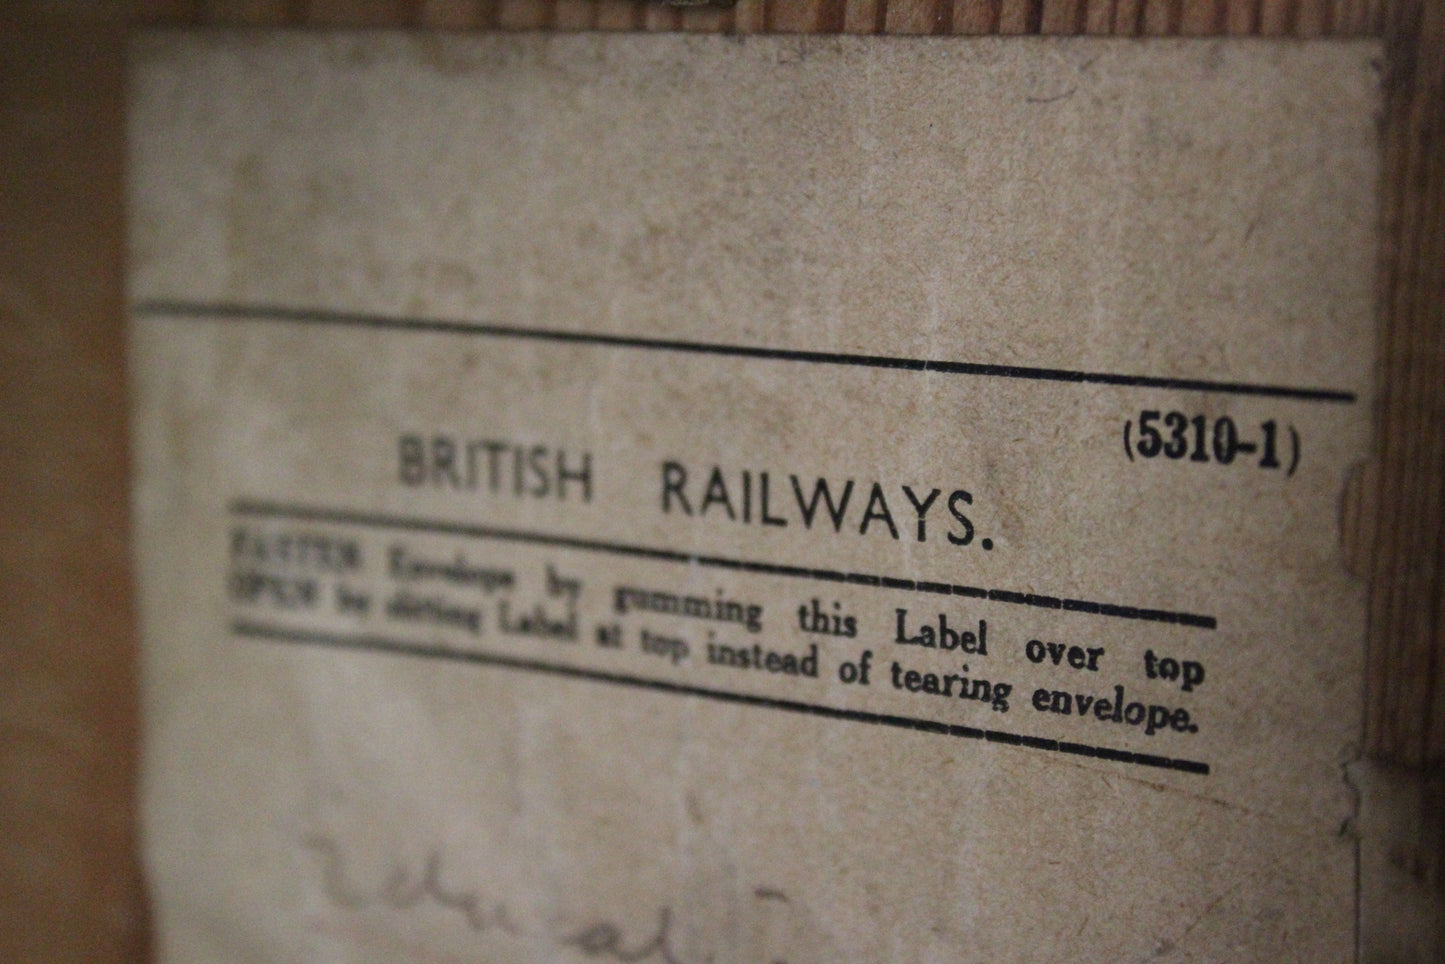 (5310-1)
BRITISH RAILWAYS.
FASTEN Envelope by gumming this Label over top
OPEN by slitting Label at top instead of tearing envelope.